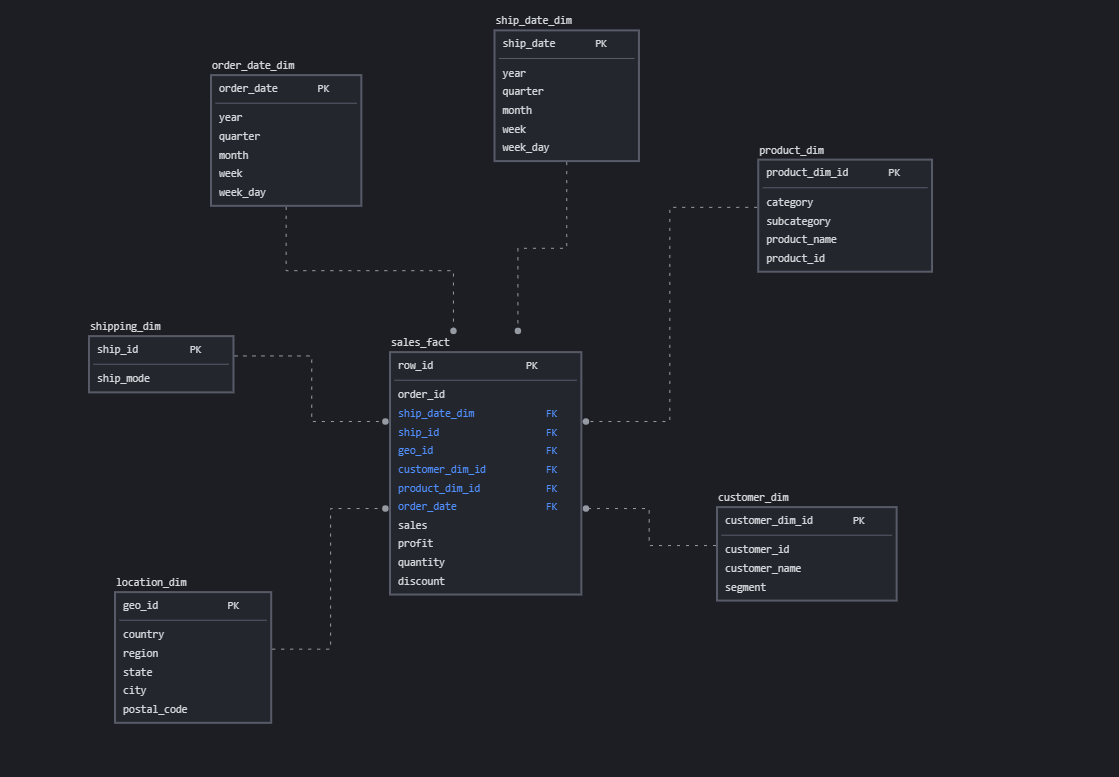 ship_date_dim
ship_date PK
year
quarter
month
week
week_day
order_date_dim
order_date PK
year
quarter
month
week
week_day
product_dim
product_dim_id PK
category
subcategory
product_name
product_id
shipping_dim
ship_id PK
ship_mode
sales_fact
row_id PK
order_id
ship_date_dim FK
ship_id FK
geo_id FK
customer_dim_id FK
product_dim_id FK
order_date FK
sales
profit
quantity
discount
customer_dim
customer_dim_id PK
customer_id
customer_name
segment
location_dim
geo_id PK
country
region
state
city
postal_code